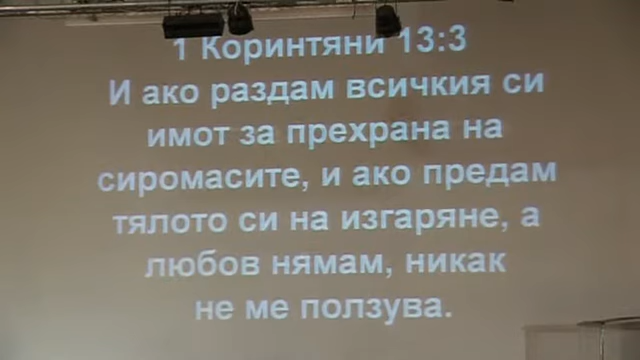 1 Коринтяни 13:3
И ако раздам всичкия си
имот за прехрана на
сиромасите, и ако предам
тялото си на изгаряне, а
любов нямам, никак
не ме ползува.